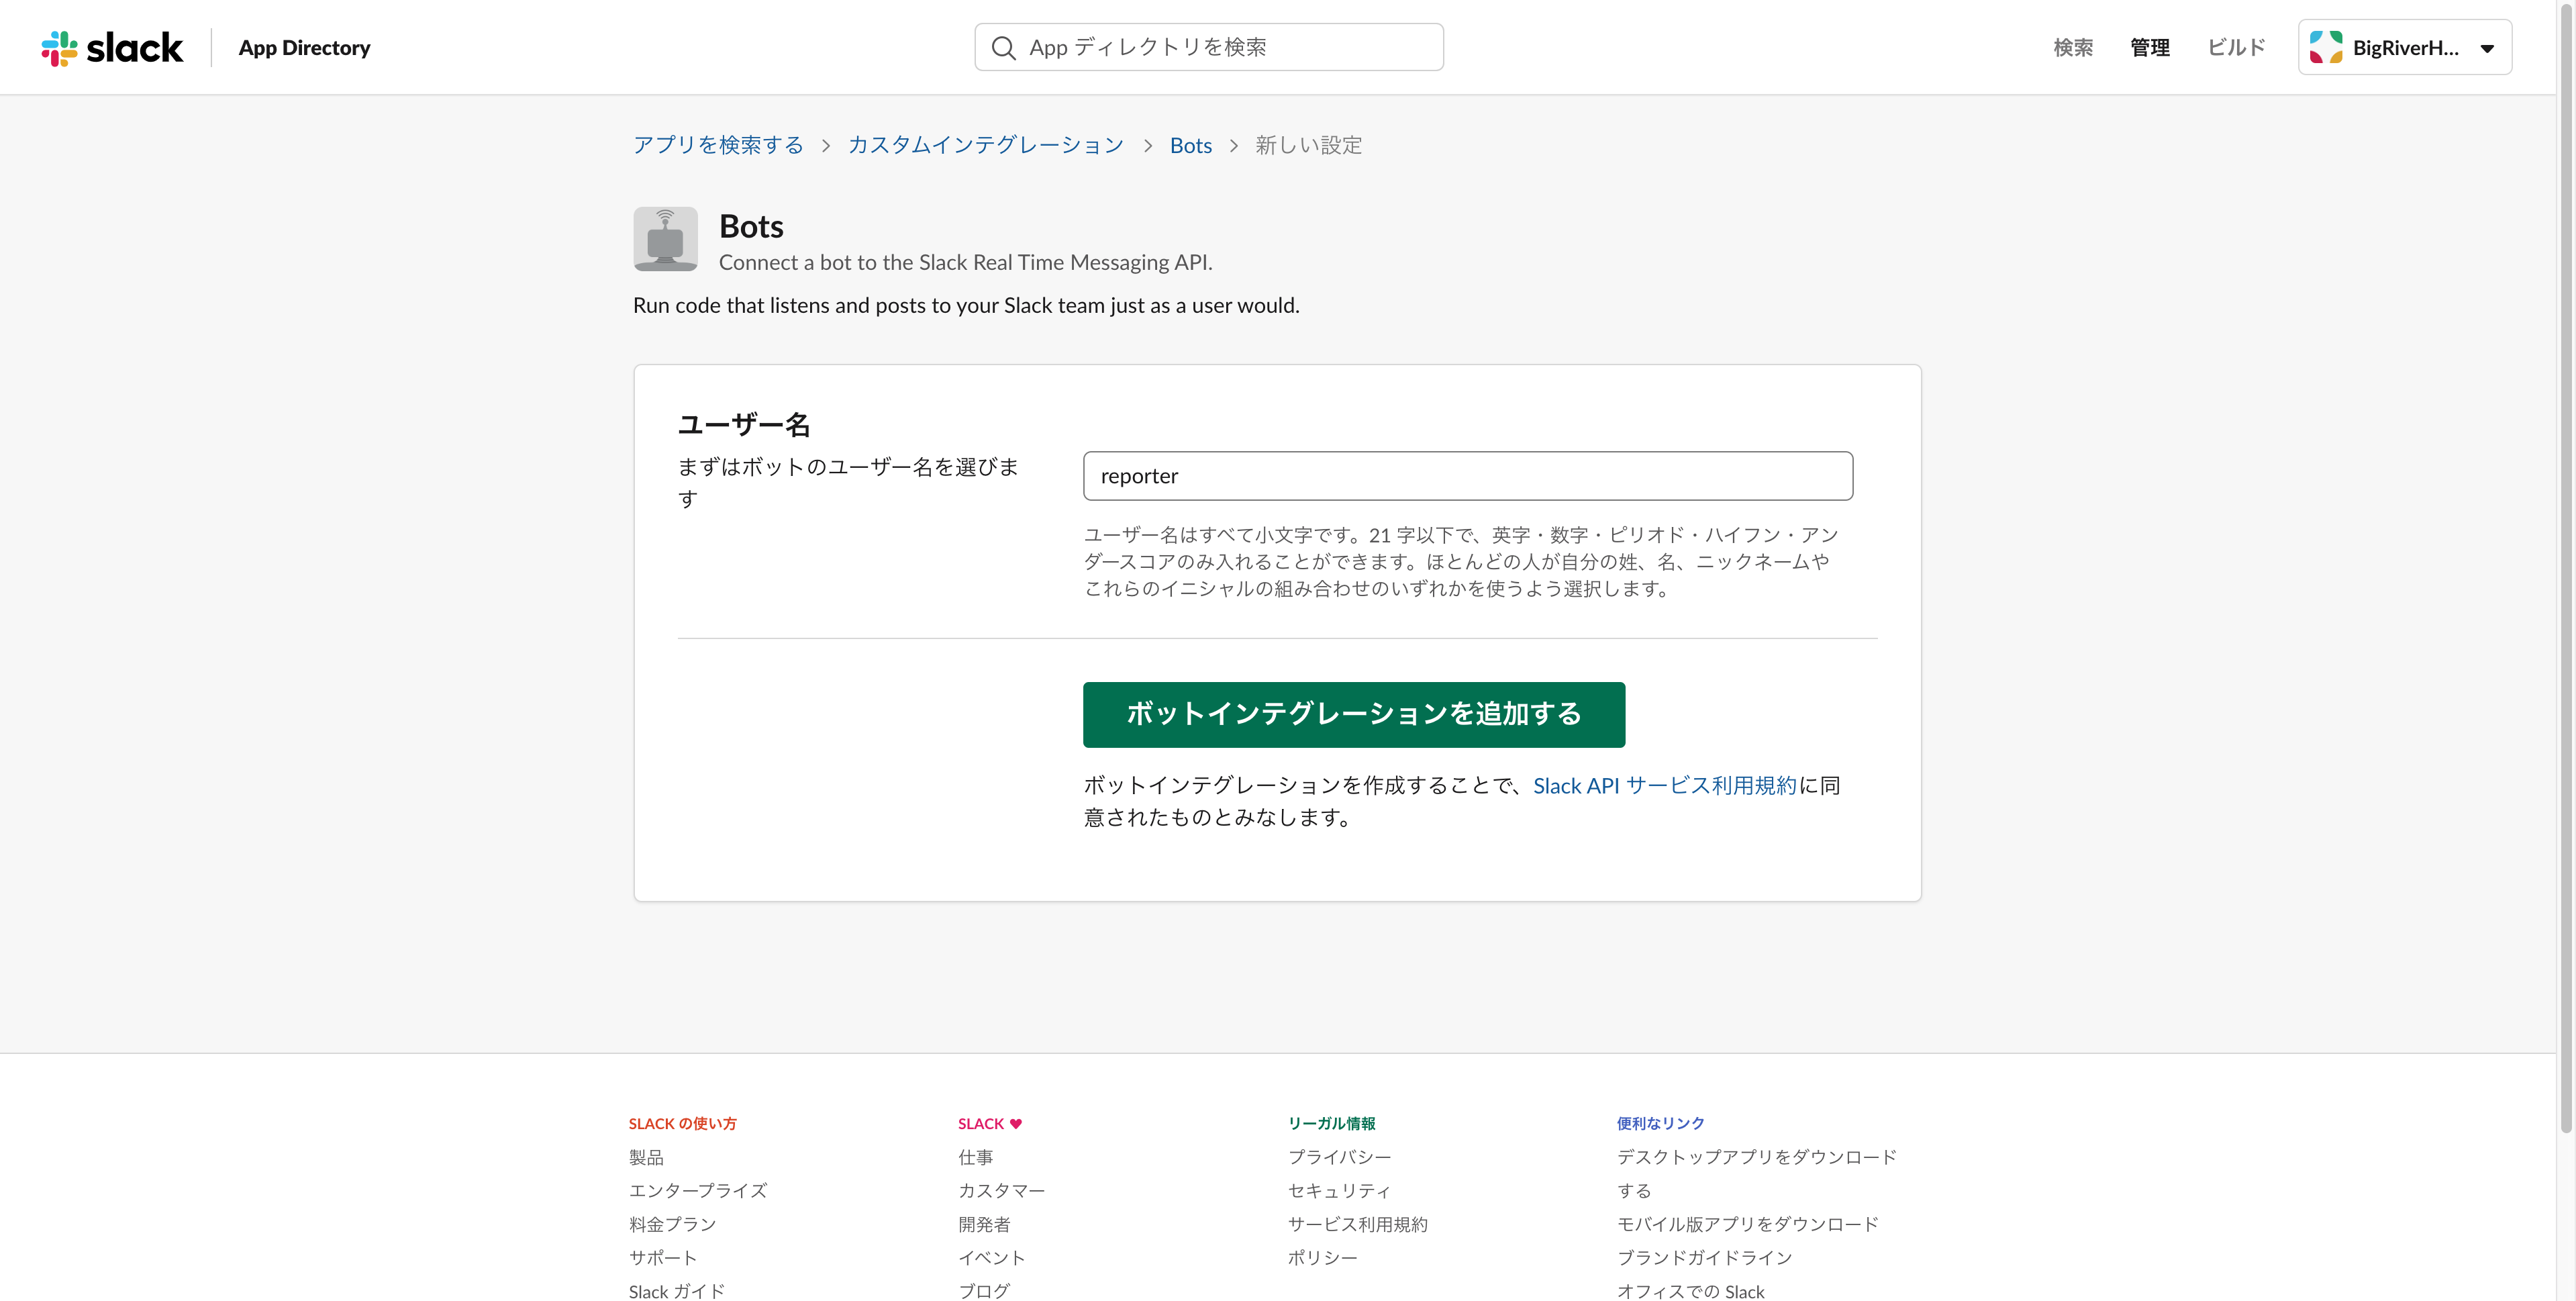 slack
App Directory
App ディレクトリを検索
検索
管理
ビルド
BigRiverH...
アプリを検索する > カスタムインテグレーション > Bots > 新しい設定
Bots
Connect a bot to the Slack Real Time Messaging API.
Run code that listens and posts to your Slack team just as a user would.
ユーザー名
まずはボットのユーザー名を選びま
す
reporter
ユーザー名はすべて小文字です。21 字以下で、英字・数字・ピリオド・ハイフン・アン
ダースコアのみ入れることができます。ほとんどの人が自分の姓、名、ニックネームや
これらのイニシャルの組み合わせのいずれかを使うよう選択します。
ボットインテグレーションを追加する
ボットインテグレーションを作成することで、Slack API サービス利用規約に同
意されたものとみなします。
SLACK の使い方
製品
エンタープライズ
料金プラン
サポート
Slack ガイド
SLACK ♥
仕事
カスタマー
開発者
イベント
ブログ
リーガル情報
プライバシー
セキュリティ
サービス利用規約
ポリシー
便利なリンク
デスクトップアプリをダウンロード
する
モバイル版アプリをダウンロード
ブランドガイドライン
オフィスでの Slack